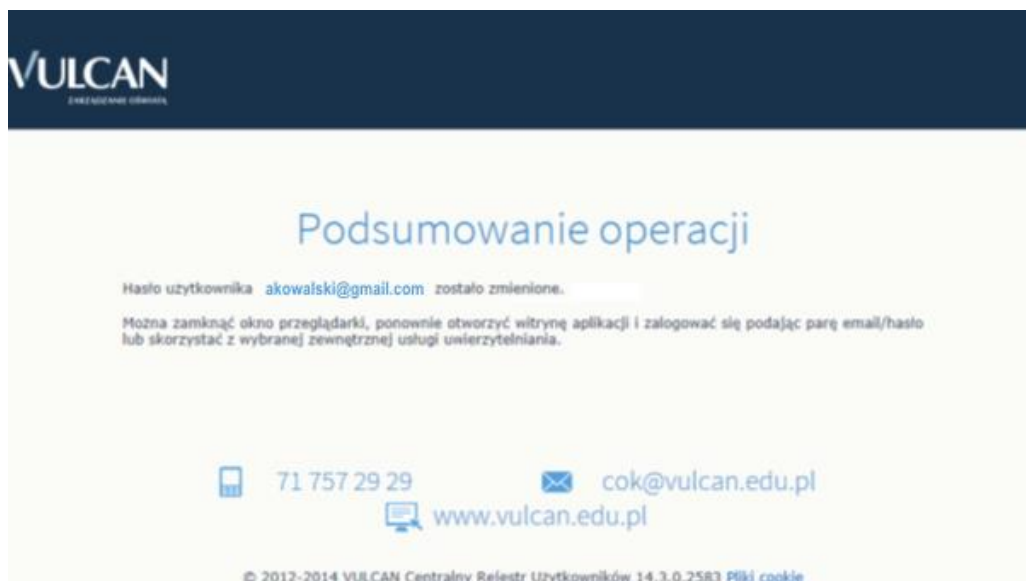 VULCAN
ZARZĄDZANIE OŚWIATĄ
Podsumowanie operacji
Hasło użytkownika akowalski@gmail.com zostało zmienione.
Można zamknąć okno przeglądarki, ponownie otworzyć witrynę aplikacji i zalogować się podając parę email/hasło
lub skorzystać z wybranej zewnętrznej usługi uwierzytelniania.
71 757 29 29 cok@vulcan.edu.pl
www.vulcan.edu.pl
© 2012-2014 VULCAN Centralny Rejestr Użytkowników 14.3.0.2583 Pliki cookie